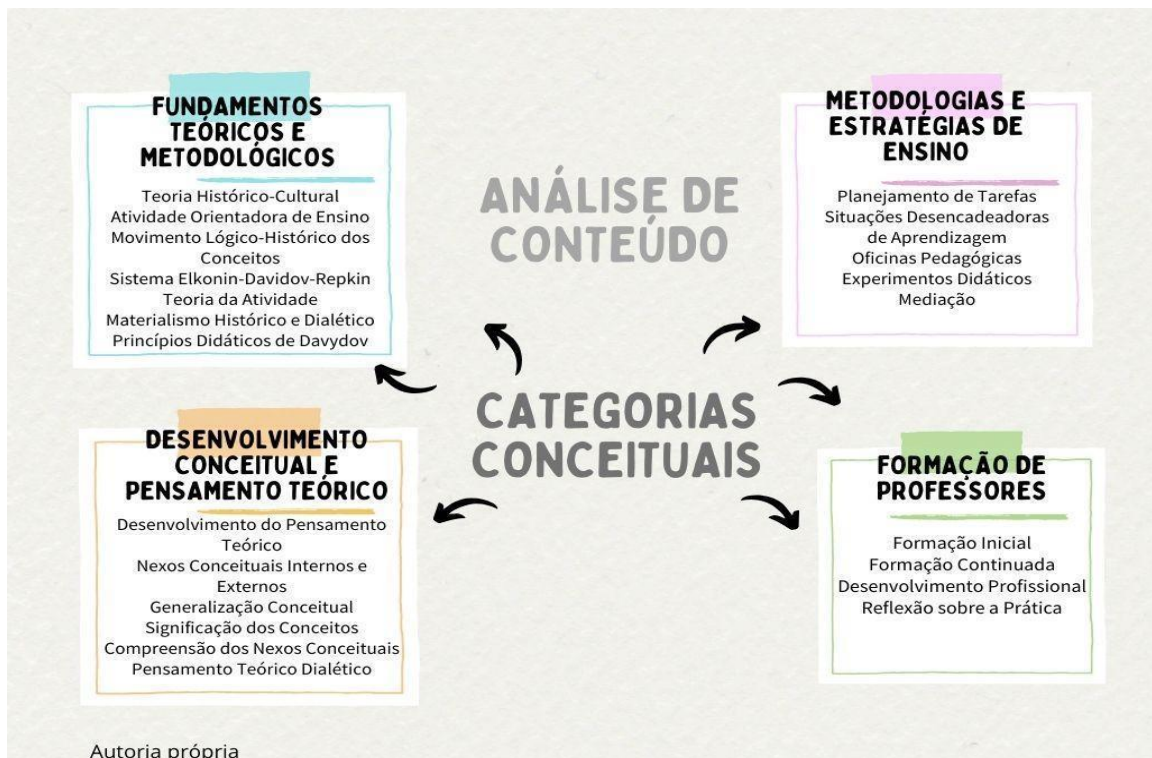 FUNDAMENTOS
TEÓRICOS E
METODOLÓGICOS
Teoria Histórico-Cultural
Atividade Orientadora de Ensino
Movimento Lógico-Histórico dos
Conceitos
Sistema Elkonin-Davidov-Repkin
Teoria da Atividade
Materialismo Histórico e Dialético
Princípios Didáticos de Davydov
ANÁLISE DE
CONTEÚDO
METODOLOGIAS E
ESTRATÉGIAS DE
ENSINO
Planejamento de Tarefas
Situações Desencadeadoras
de Aprendizagem
Oficinas Pedagógicas
Experimentos Didáticos
Mediação
CATEGORIAS
CONCEITUAIS
DESENVOLVIMENTO
CONCEITUAL E
PENSAMENTO TEÓRICO
Desenvolvimento do Pensamento
Teórico
Nexos Conceituais Internos e
Externos
Generalização Conceitual
Significação dos Conceitos
Compreensão dos Nexos Conceituais
Pensamento Teórico Dialético
FORMAÇÃO DE
PROFESSORES
Formação Inicial
Formação Continuada
Desenvolvimento Profissional
Reflexão sobre a Prática
Autoria própria